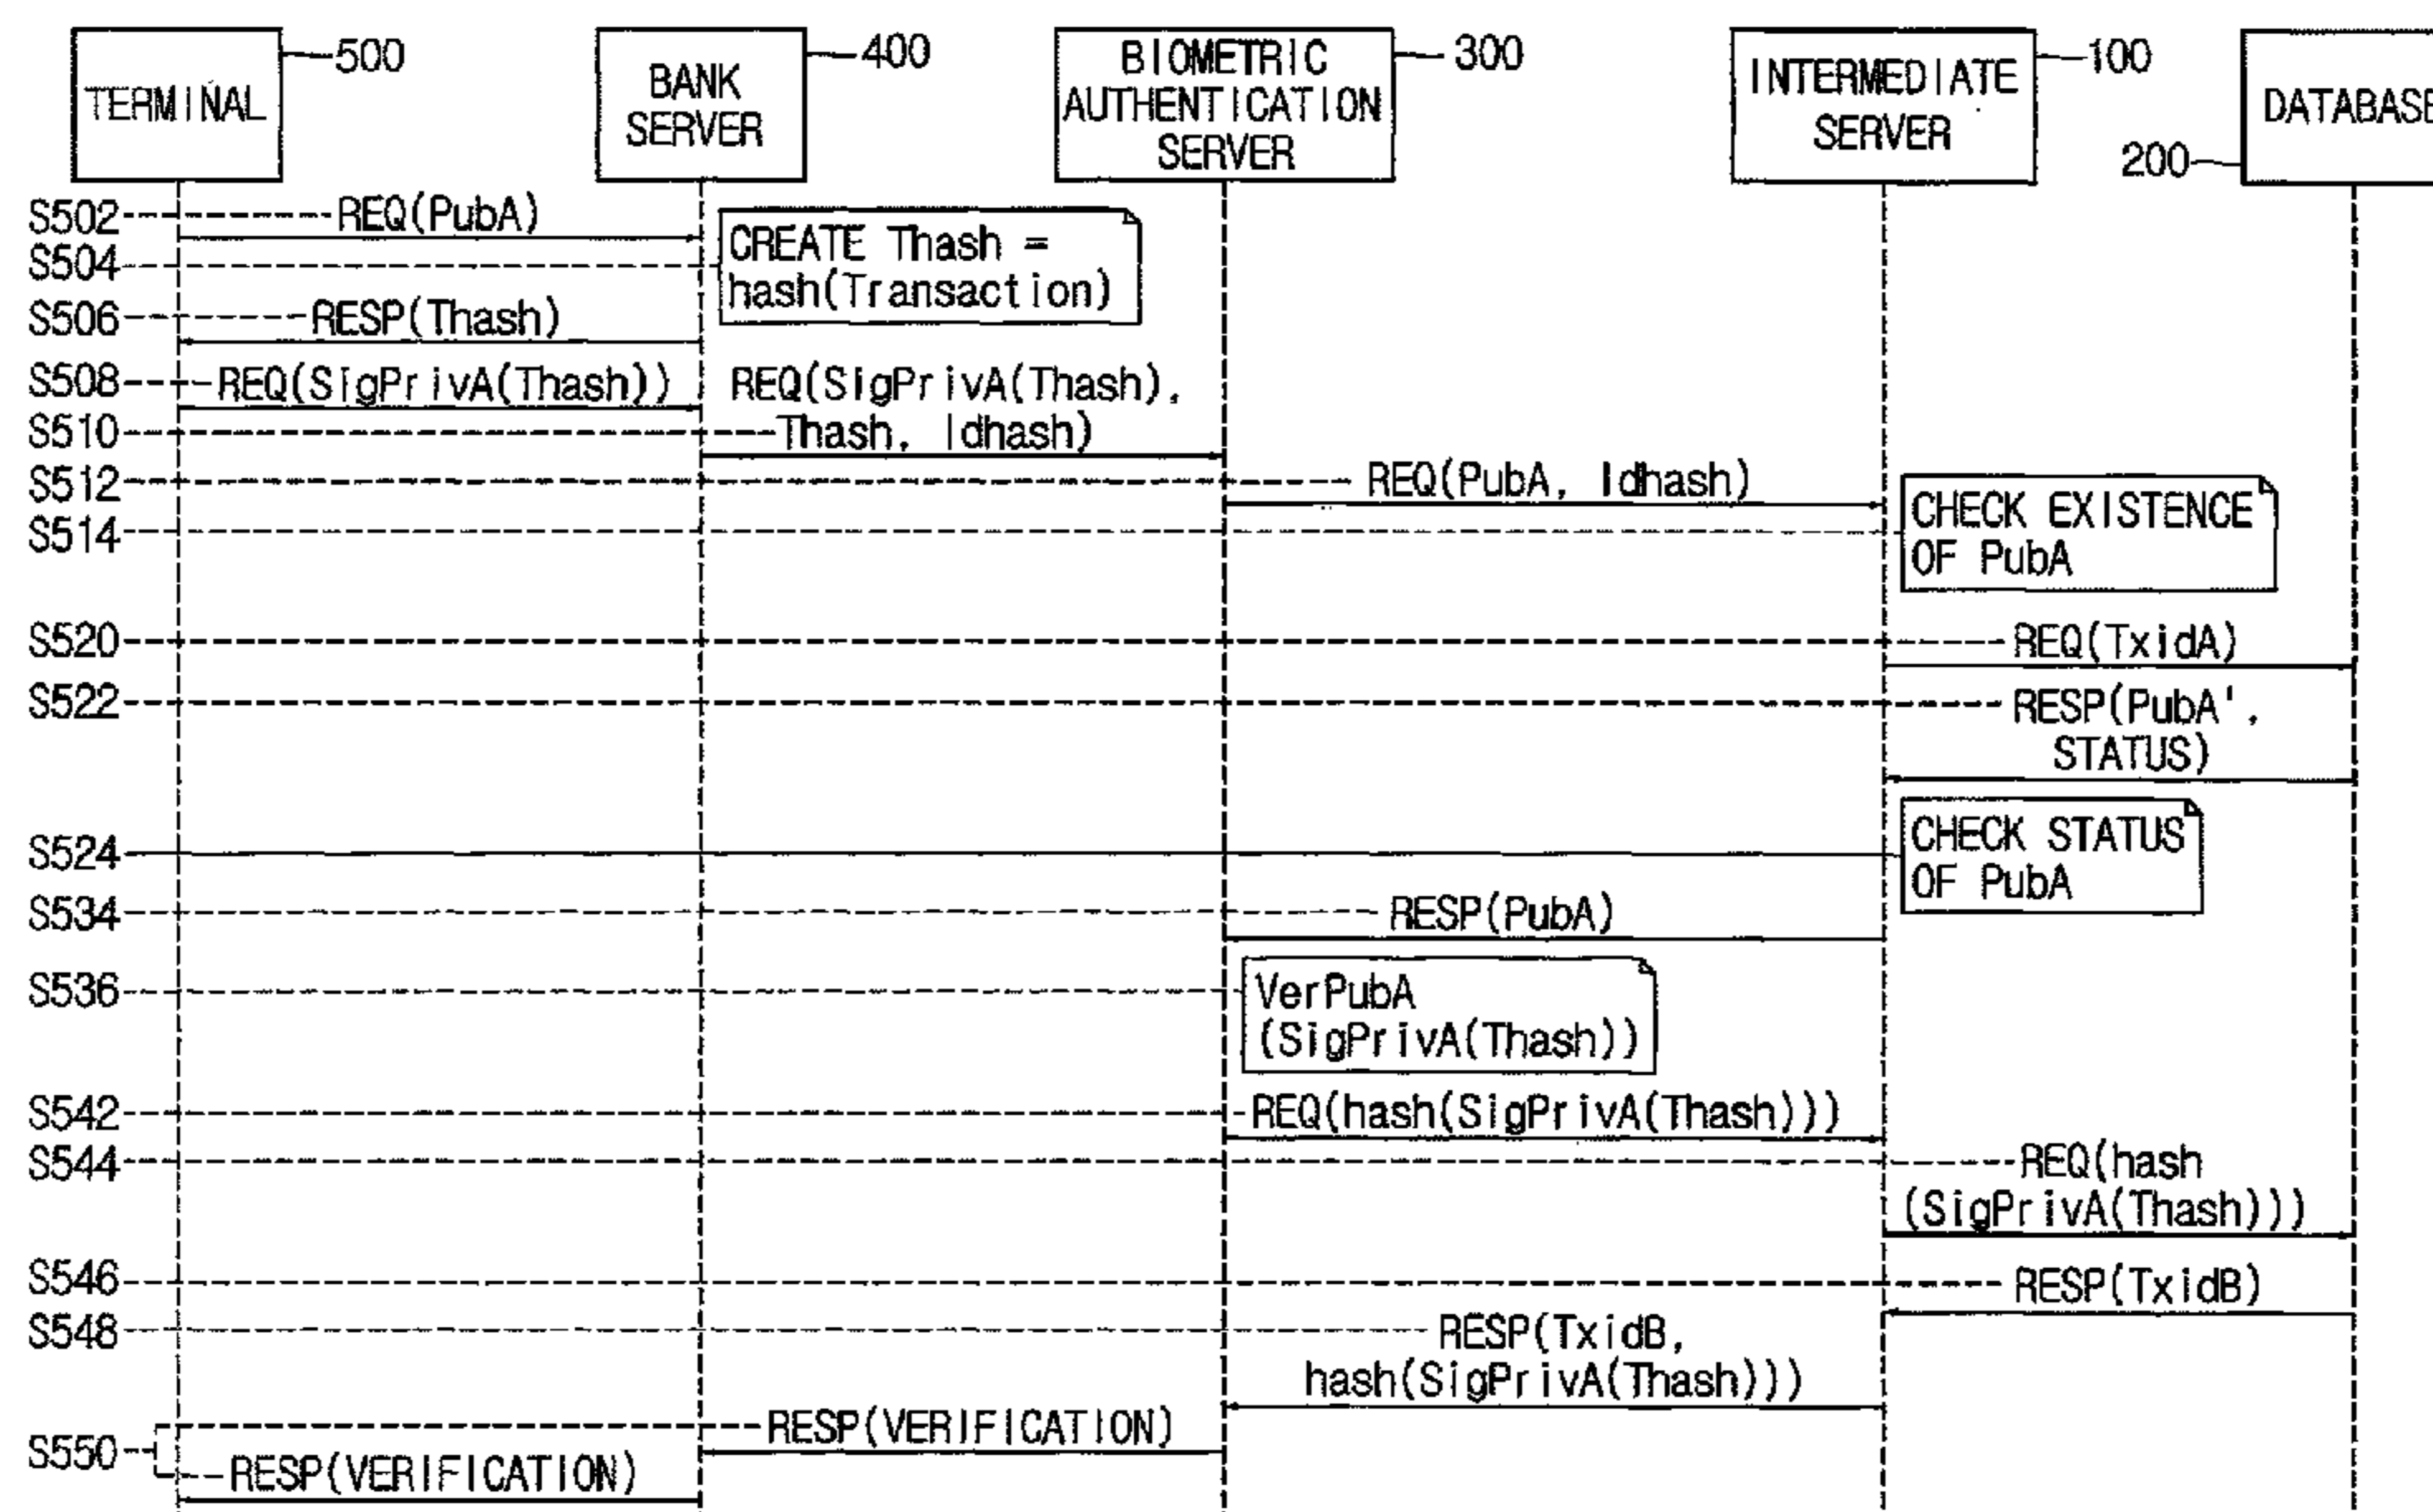 TERMINAL
500
BANK
SERVER
400
BIOMETRIC
AUTHENTICATION
SERVER
300
INTERMEDIATE
SERVER
100
DATABASE
200
S502
REQ(PubA)
S504
CREATE Thash =
hash(Transaction)
S506
RESP(Thash)
S508
REQ(SigPrivA(Thash))
S510
REQ(SigPrivA(Thash),
Thash, Idhash)
S512
REQ(PubA, Idhash)
S514
CHECK EXISTENCE
OF PubA
S520
REQ(TxidA)
S522
RESP(PubA',
STATUS)
S524
CHECK STATUS
OF PubA
S534
RESP(PubA)
S536
VerPubA
(SigPrivA(Thash))
S542
REQ(hash(SigPrivA(Thash)))
S544
REQ(hash
(SigPrivA(Thash)))
S546
RESP(TxidB)
S548
RESP(TxidB,
hash(SigPrivA(Thash)))
S550
RESP(VERIFICATION)
RESP(VERIFICATION)